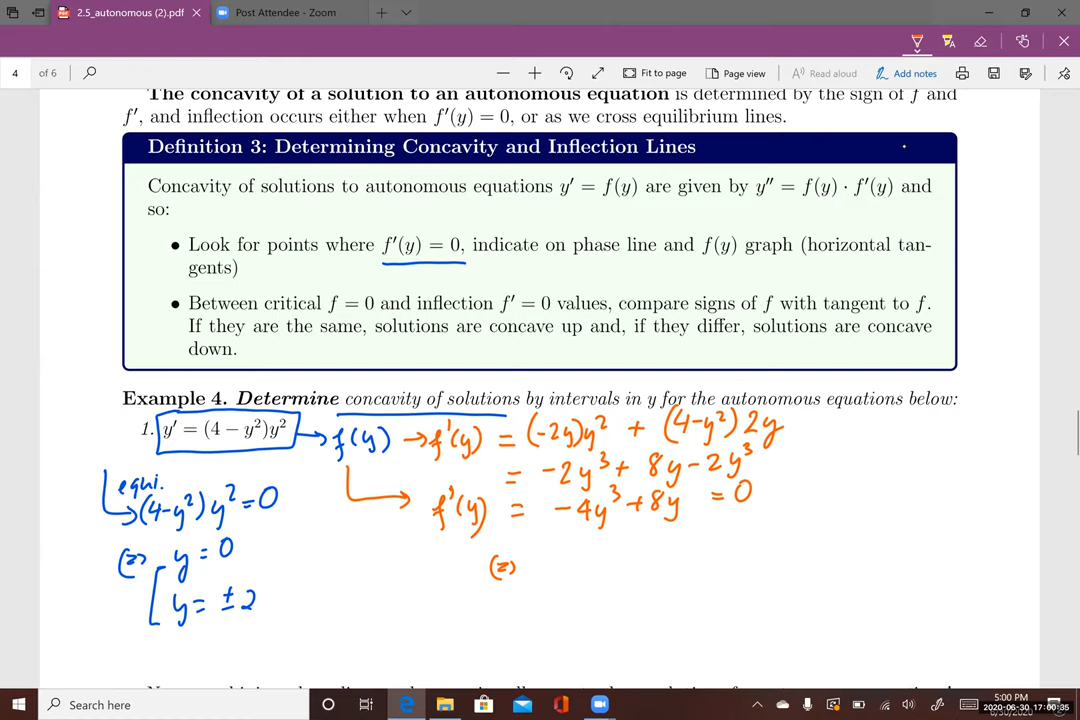 2.5_autonomous (2).pdf
Post Attendee - Zoom
4 of 6
Fit to page
Page view
Read aloud
Add notes
The concavity of a solution to an autonomous equation is determined by the sign of f and
f′, and inflection occurs either when f′(y) = 0, or as we cross equilibrium lines.
Definition 3: Determining Concavity and Inflection Lines
Concavity of solutions to autonomous equations y′ = f(y) are given by y″ = f(y) · f′(y) and
so:
• Look for points where f′(y) = 0, indicate on phase line and f(y) graph (horizontal tan-
gents)
• Between critical f = 0 and inflection f′ = 0 values, compare signs of f with tangent to f.
If they are the same, solutions are concave up and, if they differ, solutions are concave
down.
Example 4. Determine concavity of solutions by intervals in y for the autonomous equations below:
1. y′ = (4 − y²)y² → f(y) → f′(y) = (-2y)y² + (4-y²)2y
= -2y³ + 8y - 2y³
f′(y) = -4y³ + 8y = 0
equi.
(4-y²)y² = 0
(z) y = 0
y = ±2
(z)
Search here
5:00 PM
2020-06-30 17:00:35